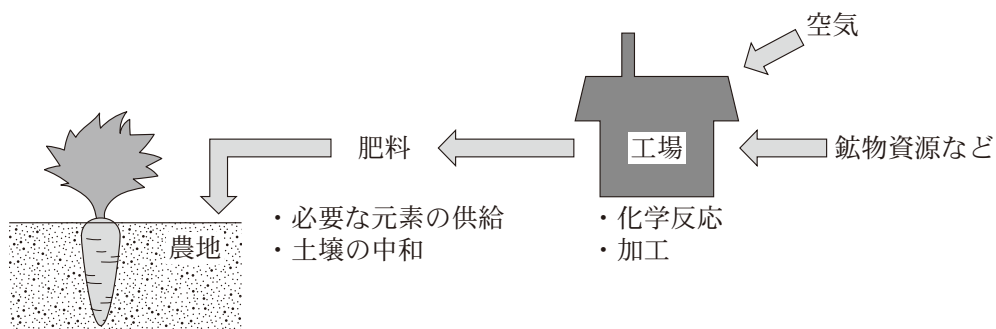 空気
肥料
工場
鉱物資源など
農地
・必要な元素の供給
・土壌の中和
・化学反応
・加工